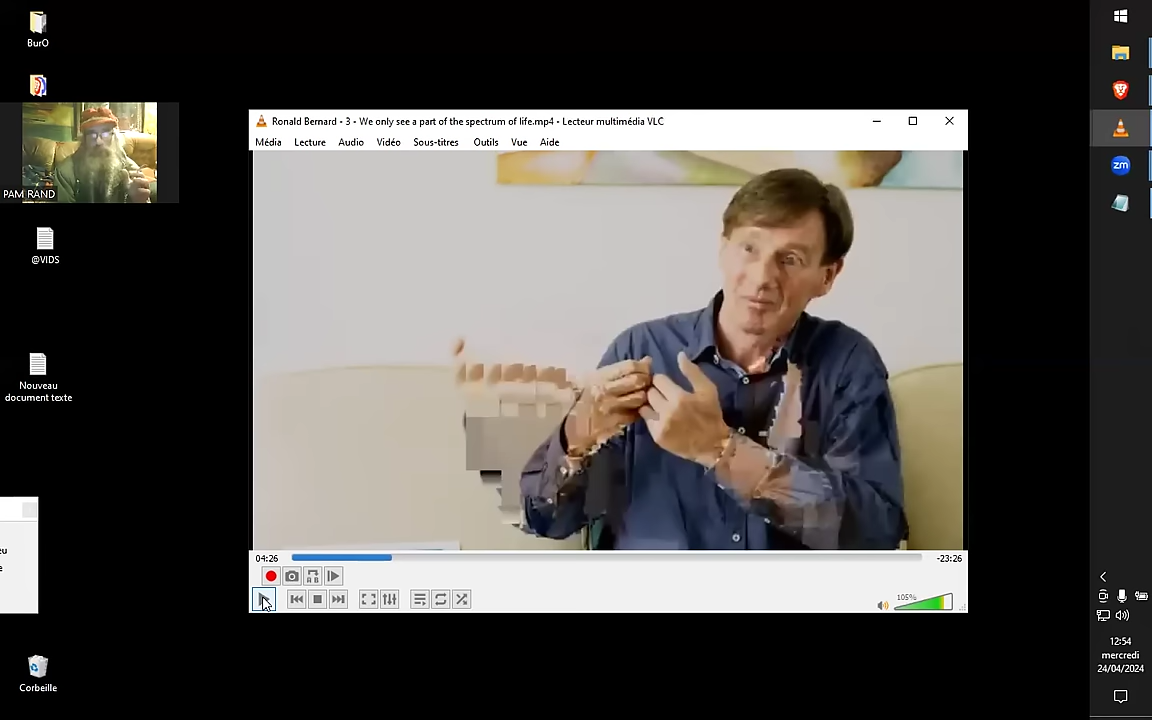 BurO
PAM RAND
@VIDS
Nouveau
document texte
eu
e
Corbeille
Ronald Bernard - 3 - We only see a part of the spectrum of life.mp4 - Lecteur multimédia VLC
Média Lecture Audio Vidéo Sous-titres Outils Vue Aide
04:26
-23:26
105%
zm
12:54
mercredi
24/04/2024